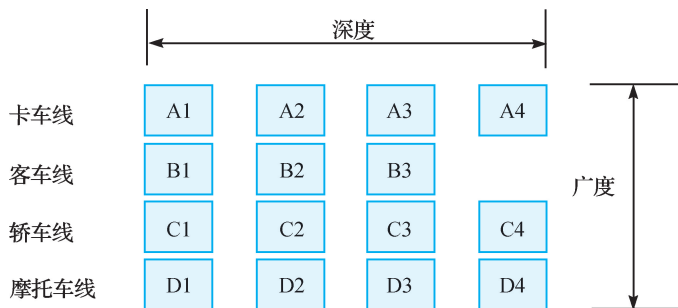 深度
卡车线 A1 A2 A3 A4
客车线 B1 B2 B3
广度
轿车线 C1 C2 C3 C4
摩托车线 D1 D2 D3 D4